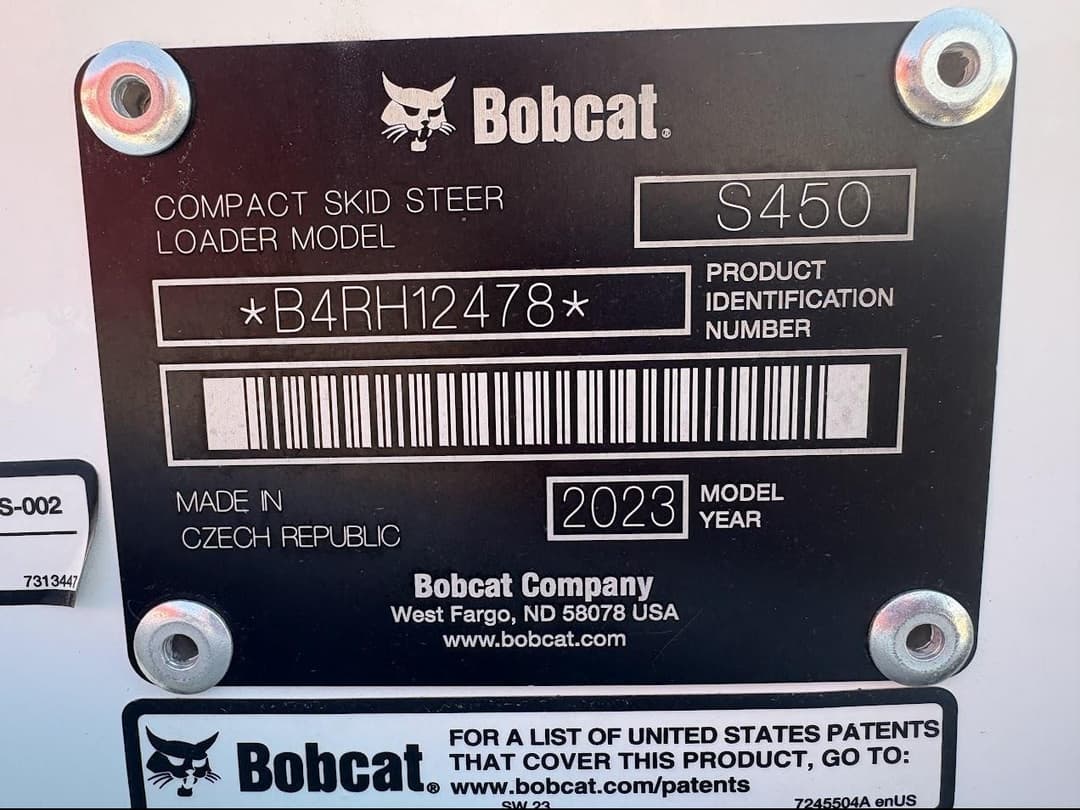 Bobcat®
COMPACT SKID STEER
LOADER MODEL
S450
*B4RH12478*
PRODUCT
IDENTIFICATION
NUMBER
MADE IN
CZECH REPUBLIC
2023
MODEL
YEAR
Bobcat Company
West Fargo, ND 58078 USA
www.bobcat.com
S-002
7313447
Bobcat®
FOR A LIST OF UNITED STATES PATENTS
THAT COVER THIS PRODUCT, GO TO:
www.bobcat.com/patents
SW 23
7245504A enUS